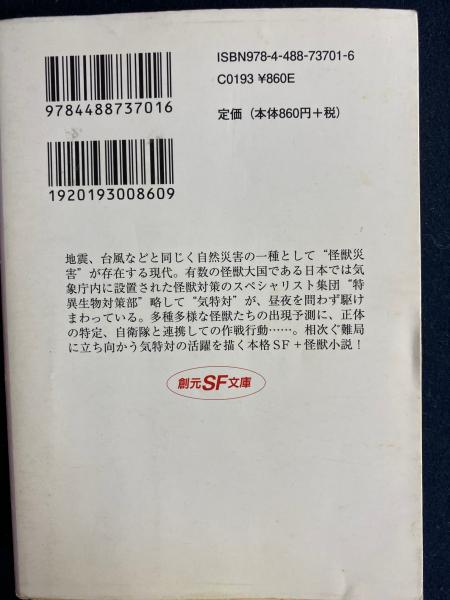 ISBN978-4-488-73701-6
C0193 ¥860E
9784488737016
定価（本体860円＋税）
1920193008609
地震、台風などと同じく自然災害の一種として“怪獣災
害”が存在する現代。有数の怪獣大国である日本では気
象庁内に設置された怪獣対策のスペシャリスト集団“特
異生物対策部”略して“気特対”が、昼夜を問わず駆け
まわっている。多種多様な怪獣たちの出現予測に、正体
の特定、自衛隊と連携しての作戦行動……。相次ぐ難局
に立ち向かう気特対の活躍を描く本格ＳＦ＋怪獣小説！
創元SF文庫